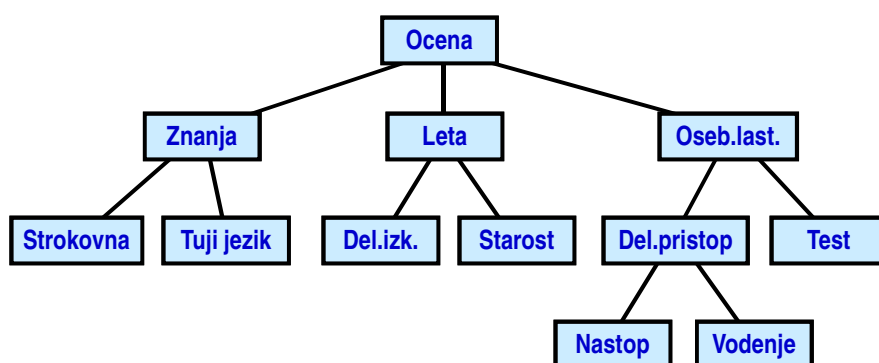 Ocena
Znanja
Leta
Oseb.last.
Strokovna
Tuji jezik
Del.izk.
Starost
Del.pristop
Test
Nastop
Vodenje